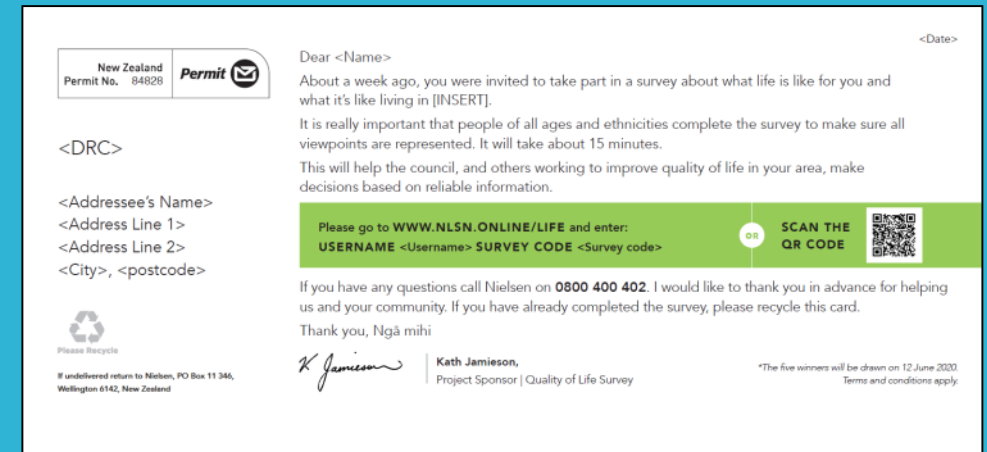 New Zealand
Permit No. 84828
Permit
<DRC>
<Addressee's Name>
<Address Line 1>
<Address Line 2>
<City>, <postcode>
Please Recycle
If undelivered return to Nielsen, PO Box 11 346,
Wellington 6142, New Zealand
<Date>
Dear <Name>
About a week ago, you were invited to take part in a survey about what life is like for you and
what it's like living in [INSERT].
It is really important that people of all ages and ethnicities complete the survey to make sure all
viewpoints are represented. It will take about 15 minutes.
This will help the council, and others working to improve quality of life in your area, make
decisions based on reliable information.
Please go to WWW.NLSN.ONLINE/LIFE and enter:
USERNAME <Username> SURVEY CODE <Survey code>
OR
SCAN THE
QR CODE
If you have any questions call Nielsen on 0800 400 402. I would like to thank you in advance for helping
us and your community. If you have already completed the survey, please recycle this card.
Thank you, Ngā mihi
K Jamieson
Kath Jamieson,
Project Sponsor | Quality of Life Survey
*The five winners will be drawn on 12 June 2020.
Terms and conditions apply.